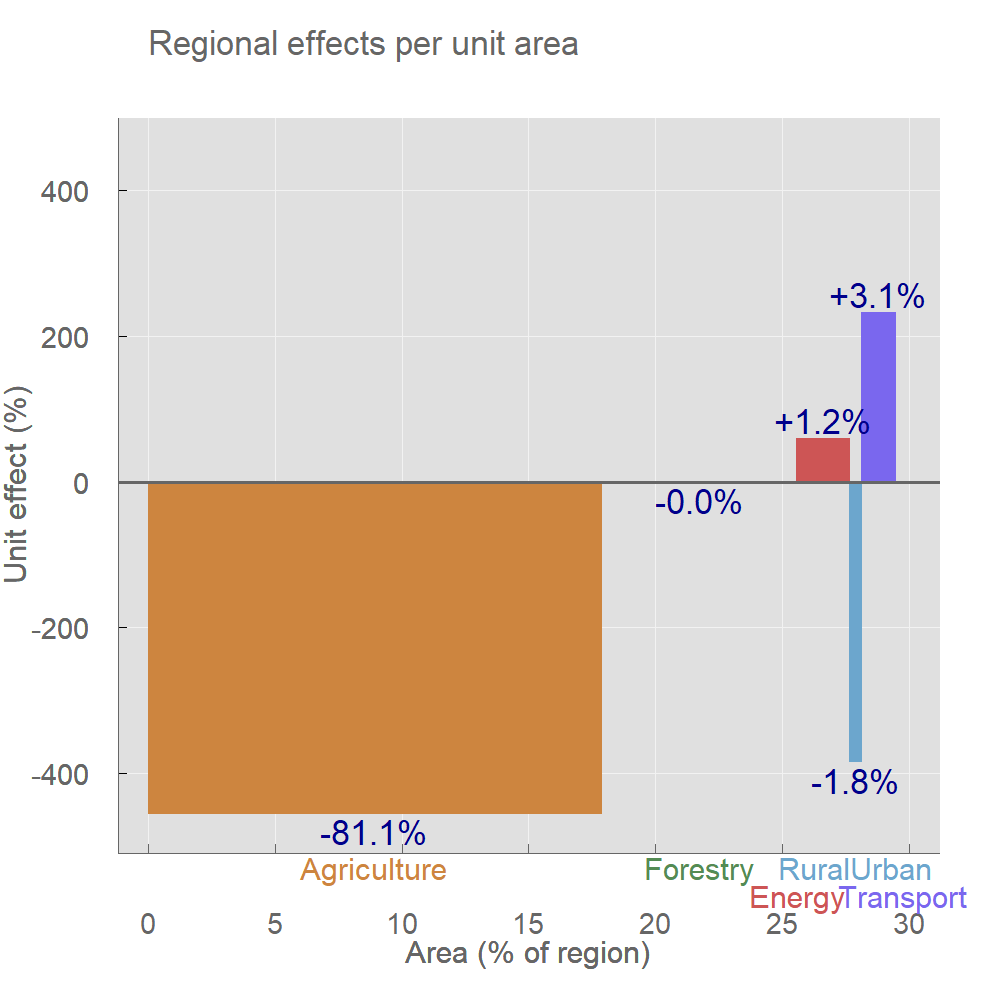 Regional effects per unit area
400
200
0
-200
-400
Unit effect (%)
+3.1%
+1.2%
-0.0%
-1.8%
-81.1%
Agriculture Forestry RuralUrban
Energy Transport
0 5 10 15 20 25 30
Area (% of region)